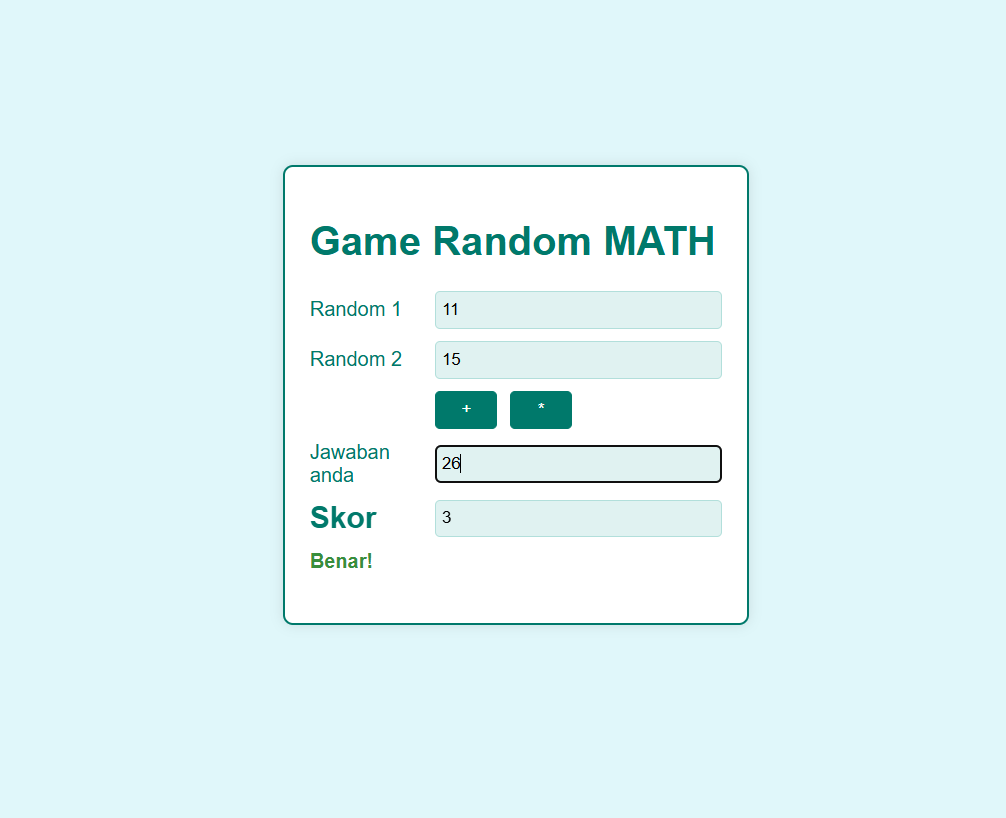 Game Random MATH
Random 1 11
Random 2 15
+ *
Jawaban
anda 26
Skor 3
Benar!